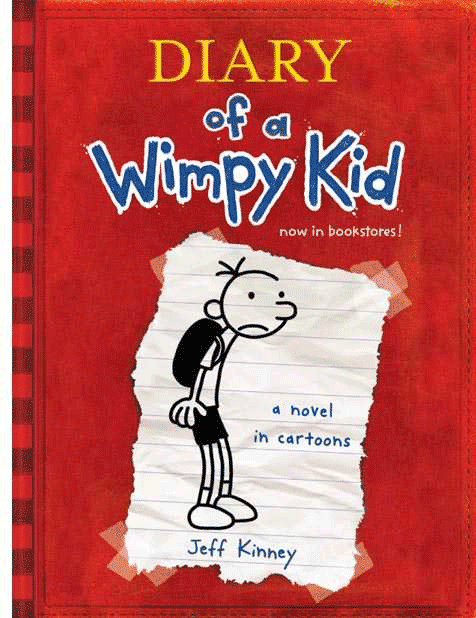 DIARY
of a
Wimpy Kid
now in bookstores!
a novel
in cartoons
Jeff Kinney